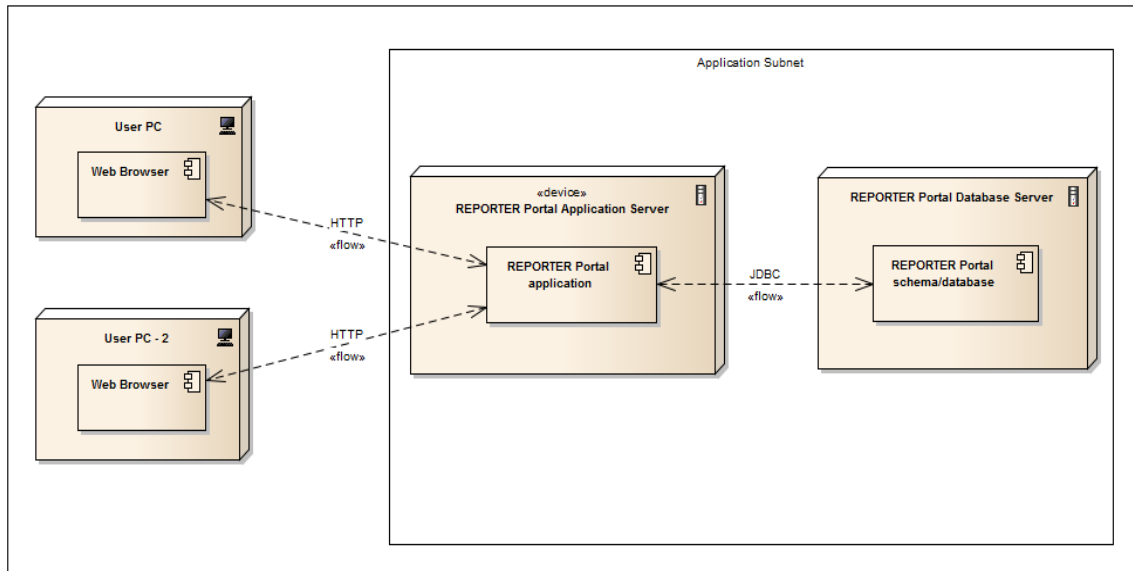 Application Subnet
User PC
Web Browser
HTTP
«flow»
User PC - 2
Web Browser
HTTP
«flow»
«device»
REPORTER Portal Application Server
REPORTER Portal
application
JDBC
«flow»
REPORTER Portal Database Server
REPORTER Portal
schema/database